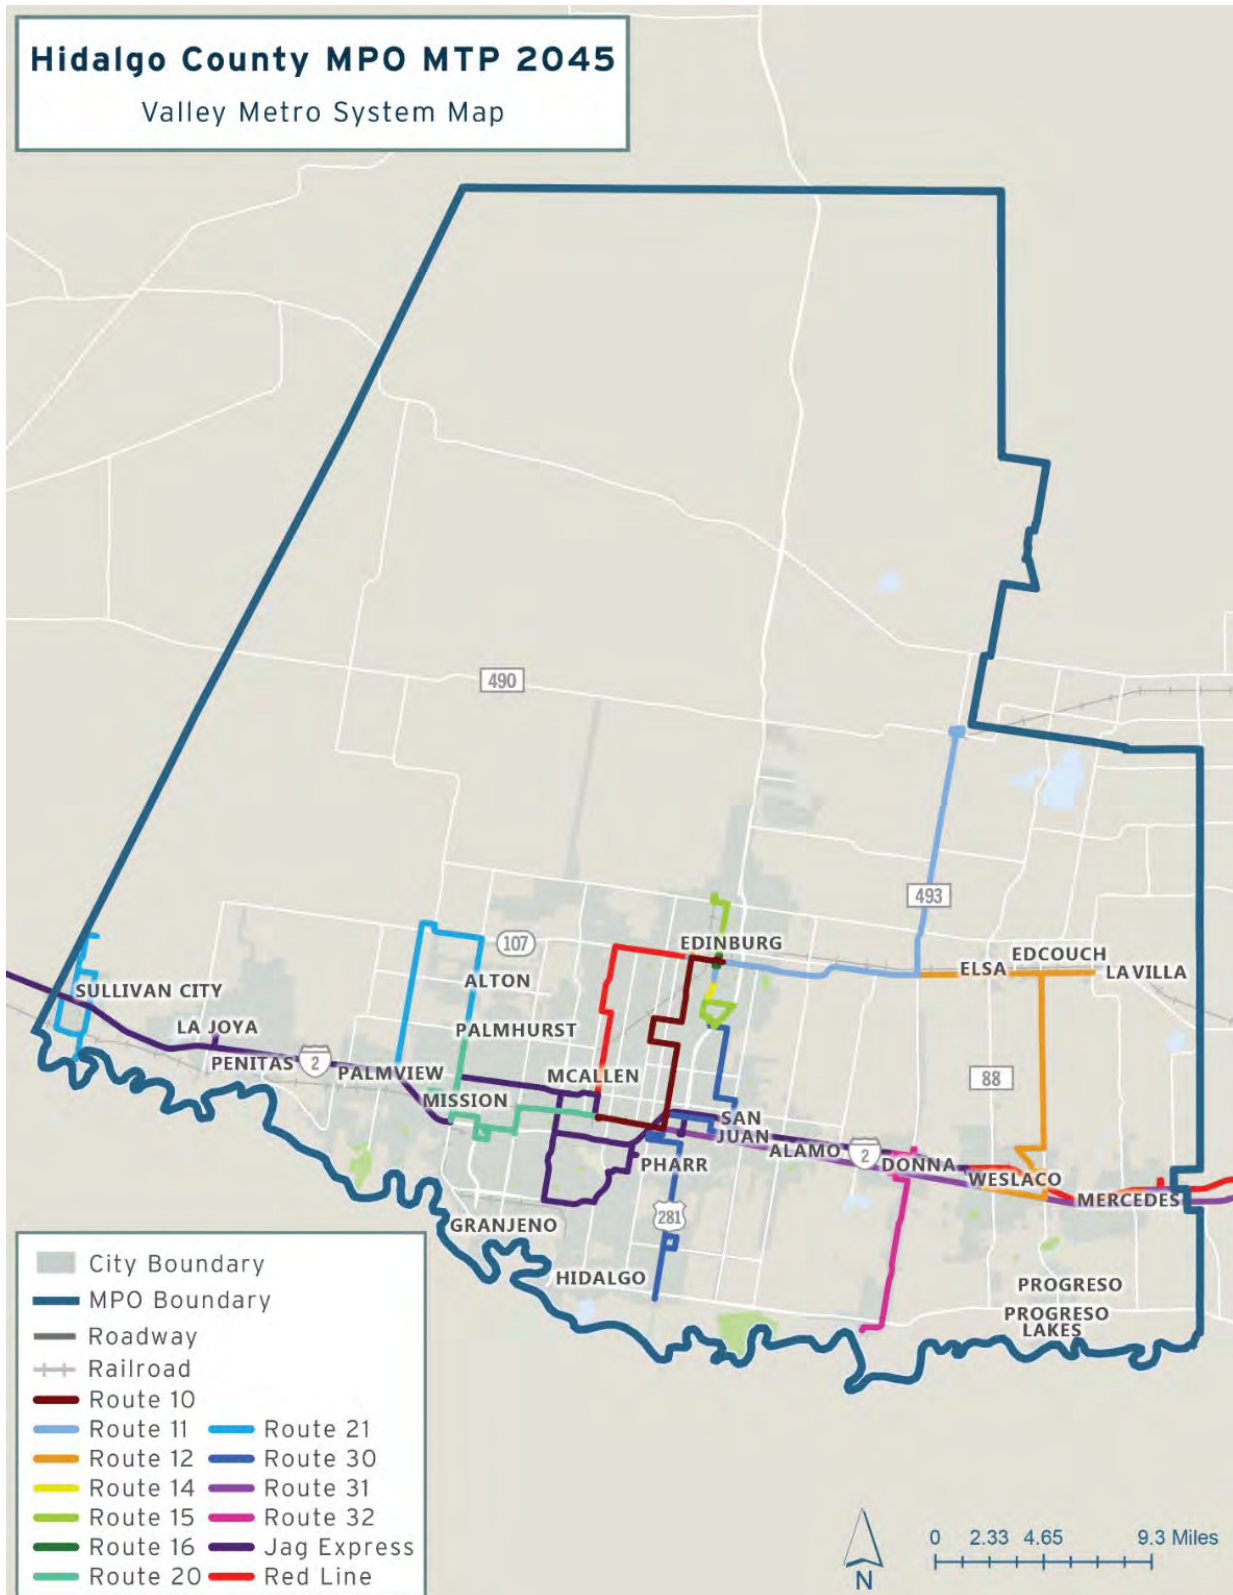 Hidalgo County MPO MTP 2045
Valley Metro System Map
490
493
107
EDINBURG
EDCOUCH
ELSA
LA VILLA
ALTON
SULLIVAN CITY
LA JOYA
PALMHURST
PENITAS
2
PALMVIEW
MCALLEN
MISSION
88
SAN
JUAN
ALAMO
2
DONNA
PHARR
WESLACO
MERCEDES
281
GRANJENO
HIDALGO
PROGRESO
PROGRESO
LAKES
City Boundary
MPO Boundary
Roadway
Railroad
Route 10
Route 11
Route 21
Route 12
Route 30
Route 14
Route 31
Route 15
Route 32
Route 16
Jag Express
Route 20
Red Line
0 2.33 4.65 9.3 Miles
N